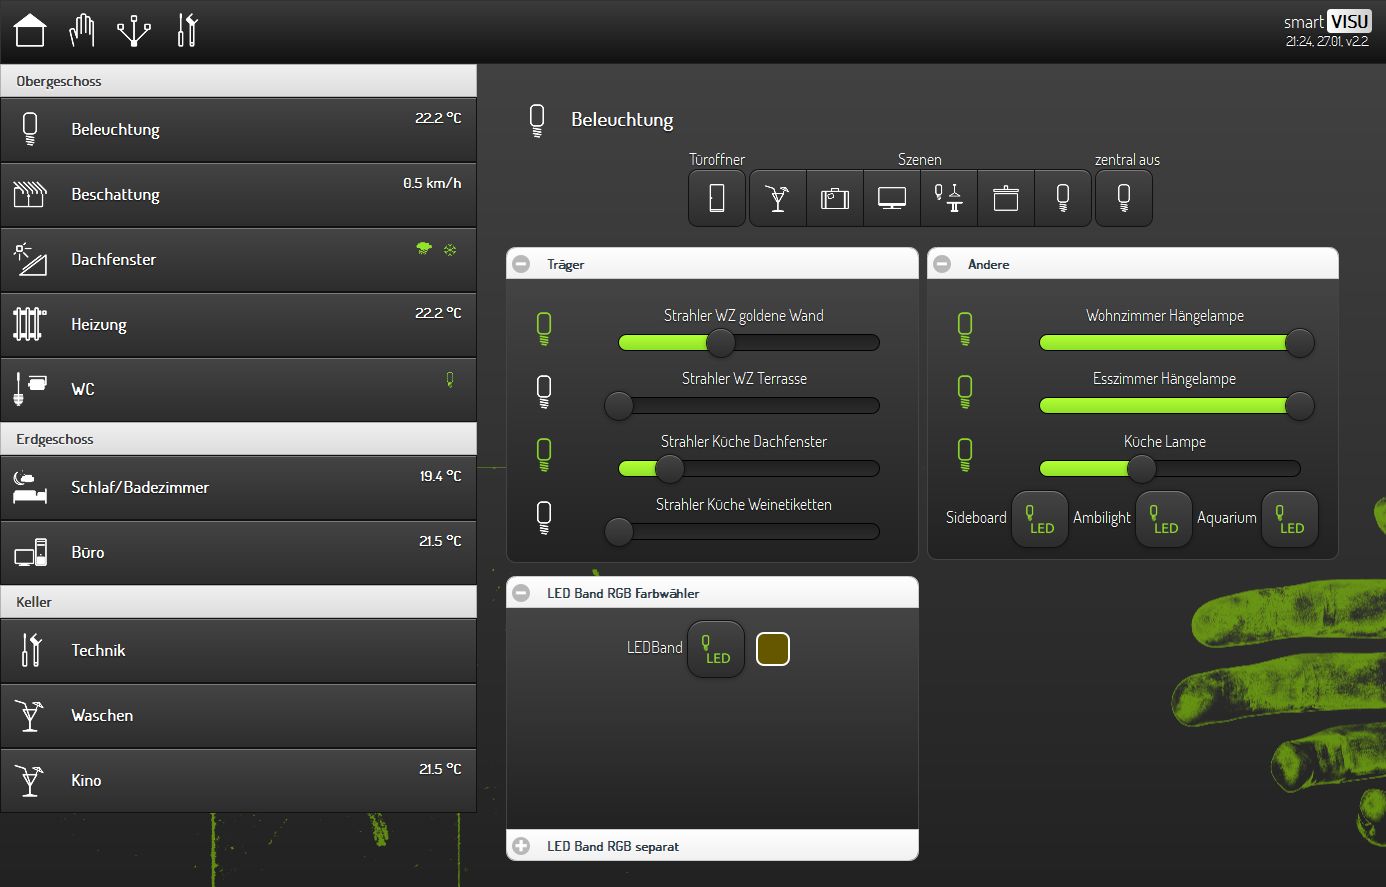 smart VISU
21:24, 27.01, v2.2
Obergeschoss
Beleuchtung
22.2 °C
Beschattung
0.5 km/h
Dachfenster
Heizung
22.2 °C
WC
Erdgeschoss
Schlaf/Badezimmer
19.4 °C
Büro
21.5 °C
Keller
Technik
Waschen
Kino
21.5 °C
Beleuchtung
Türoffner
Szenen
zentral aus
Träger
Strahler WZ goldene Wand
Strahler WZ Terrasse
Strahler Küche Dachfenster
Strahler Küche Weinetiketten
Andere
Wohnzimmer Hängelampe
Esszimmer Hängelampe
Küche Lampe
Sideboard LED Ambilight LED Aquarium LED
LED Band RGB Farbwähler
LEDBand LED
LED Band RGB separat